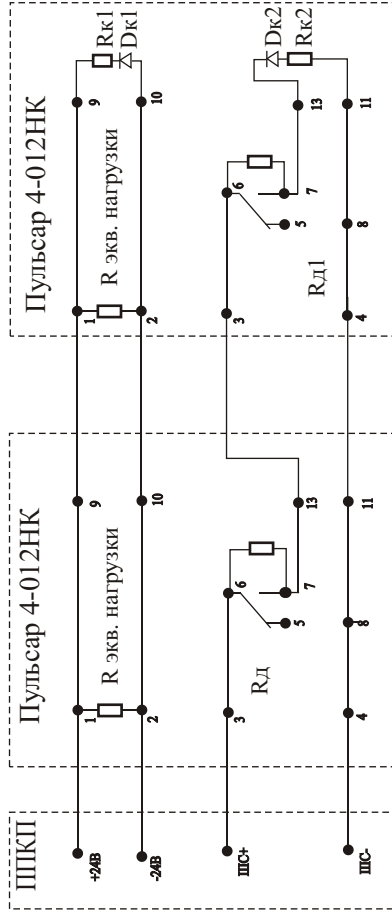 ППКП
+24В
-24В
ШС+
ШС-
Пульсар 4-012НК
1
R экв. нагрузки
2
9
10
3
Rд
6
5
7
13
4
8
11
Пульсар 4-012НК
1
R экв. нагрузки
2
9
10
Rк1
Dк1
3
6
5
7
13
Dк2
Rк2
Rд1
4
8
11